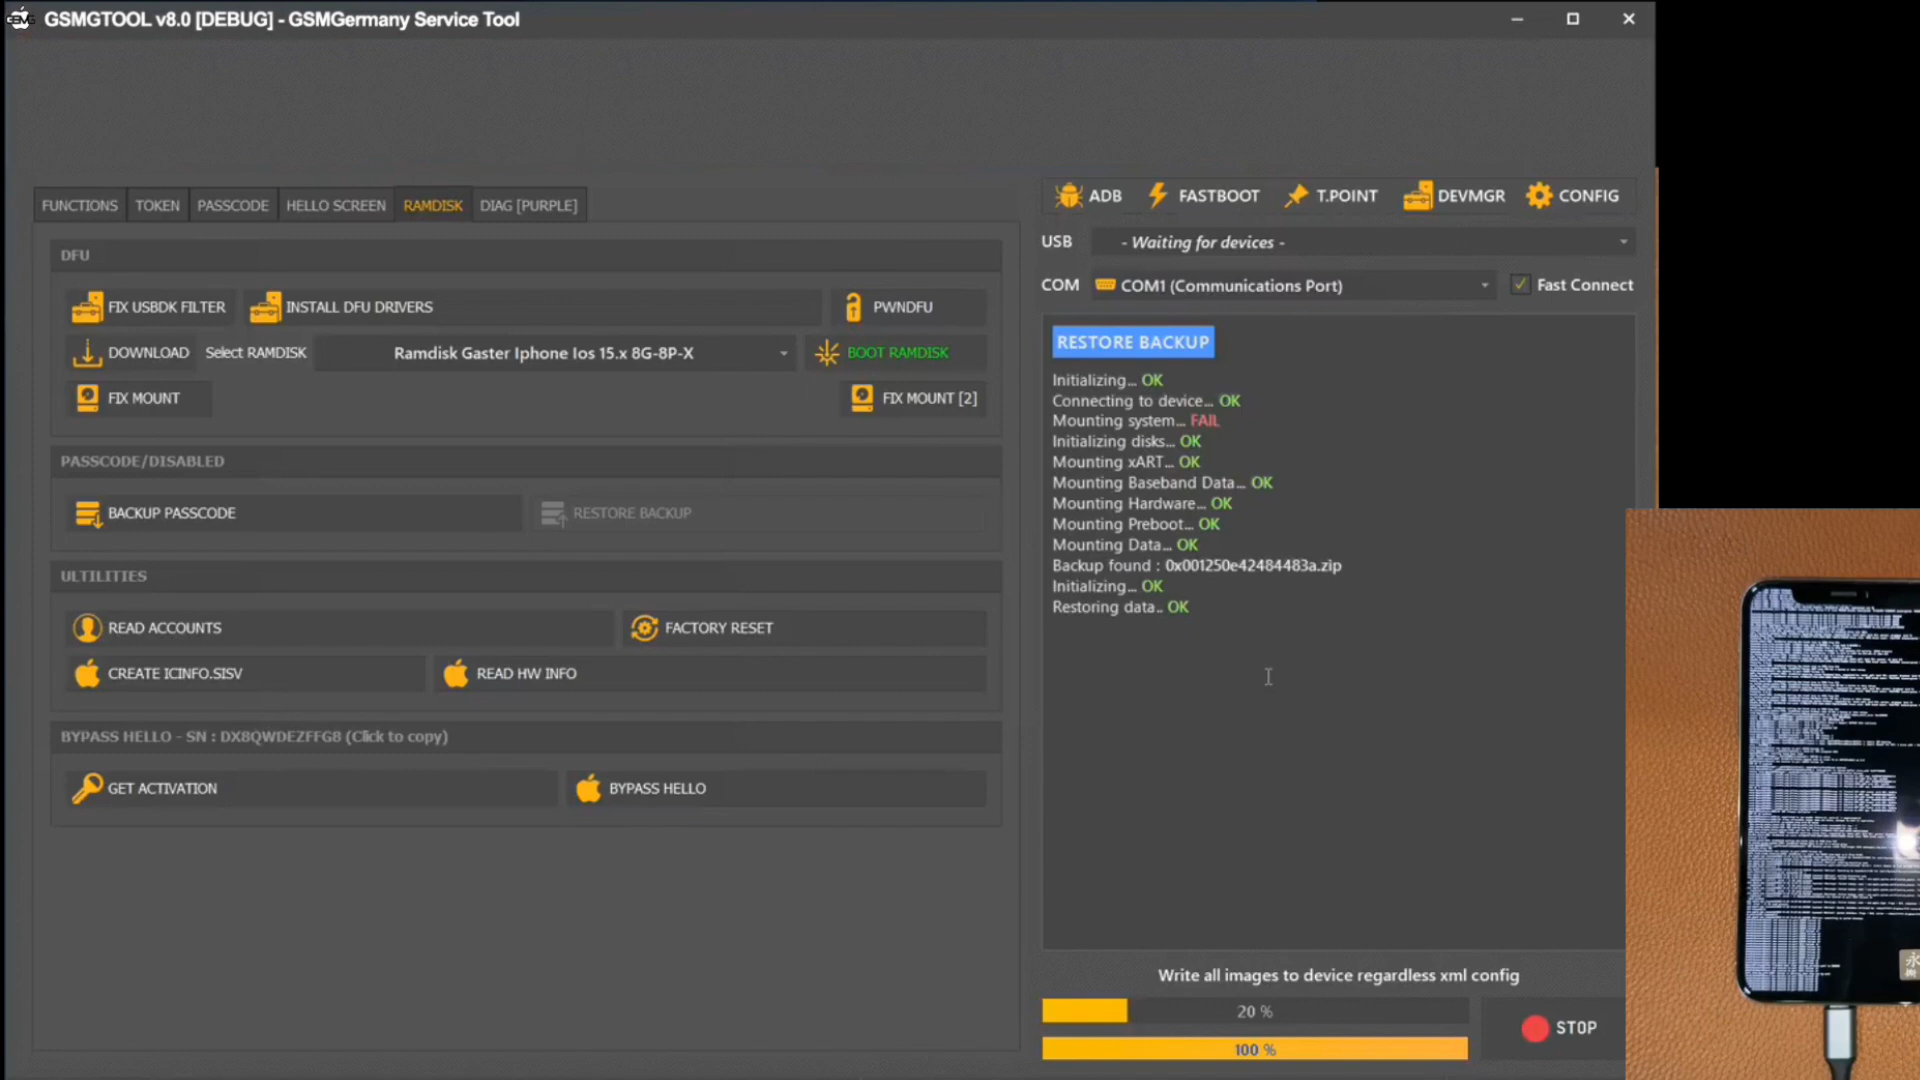 GSMGTOOL v8.0 [DEBUG] - GSMGermany Service Tool
FUNCTIONS TOKEN PASSCODE HELLO SCREEN RAMDISK DIAG [PURPLE]
ADB FASTBOOT T.POINT DEVMGR CONFIG
USB - Waiting for devices -
COM COM1 (Communications Port) Fast Connect
DFU
FIX USBDK FILTER INSTALL DFU DRIVERS PWNDFU
DOWNLOAD Select RAMDISK Ramdisk Gaster Iphone Ios 15.x 8G-8P-X BOOT RAMDISK
FIX MOUNT FIX MOUNT [2]
PASSCODE/DISABLED
BACKUP PASSCODE RESTORE BACKUP
ULTILITIES
READ ACCOUNTS FACTORY RESET
CREATE ICINFO.SISV READ HW INFO
BYPASS HELLO - SN : DX8QWDEZFFG8 (Click to copy)
GET ACTIVATION BYPASS HELLO
RESTORE BACKUP
Initializing... OK
Connecting to device... OK
Mounting system... FAIL
Initializing disks... OK
Mounting xART... OK
Mounting Baseband Data... OK
Mounting Hardware... OK
Mounting Preboot... OK
Mounting Data... OK
Backup found : 0x001250e42484483a.zip
Initializing... OK
Restoring data.. OK
Write all images to device regardless xml config
20 %
100 %
STOP